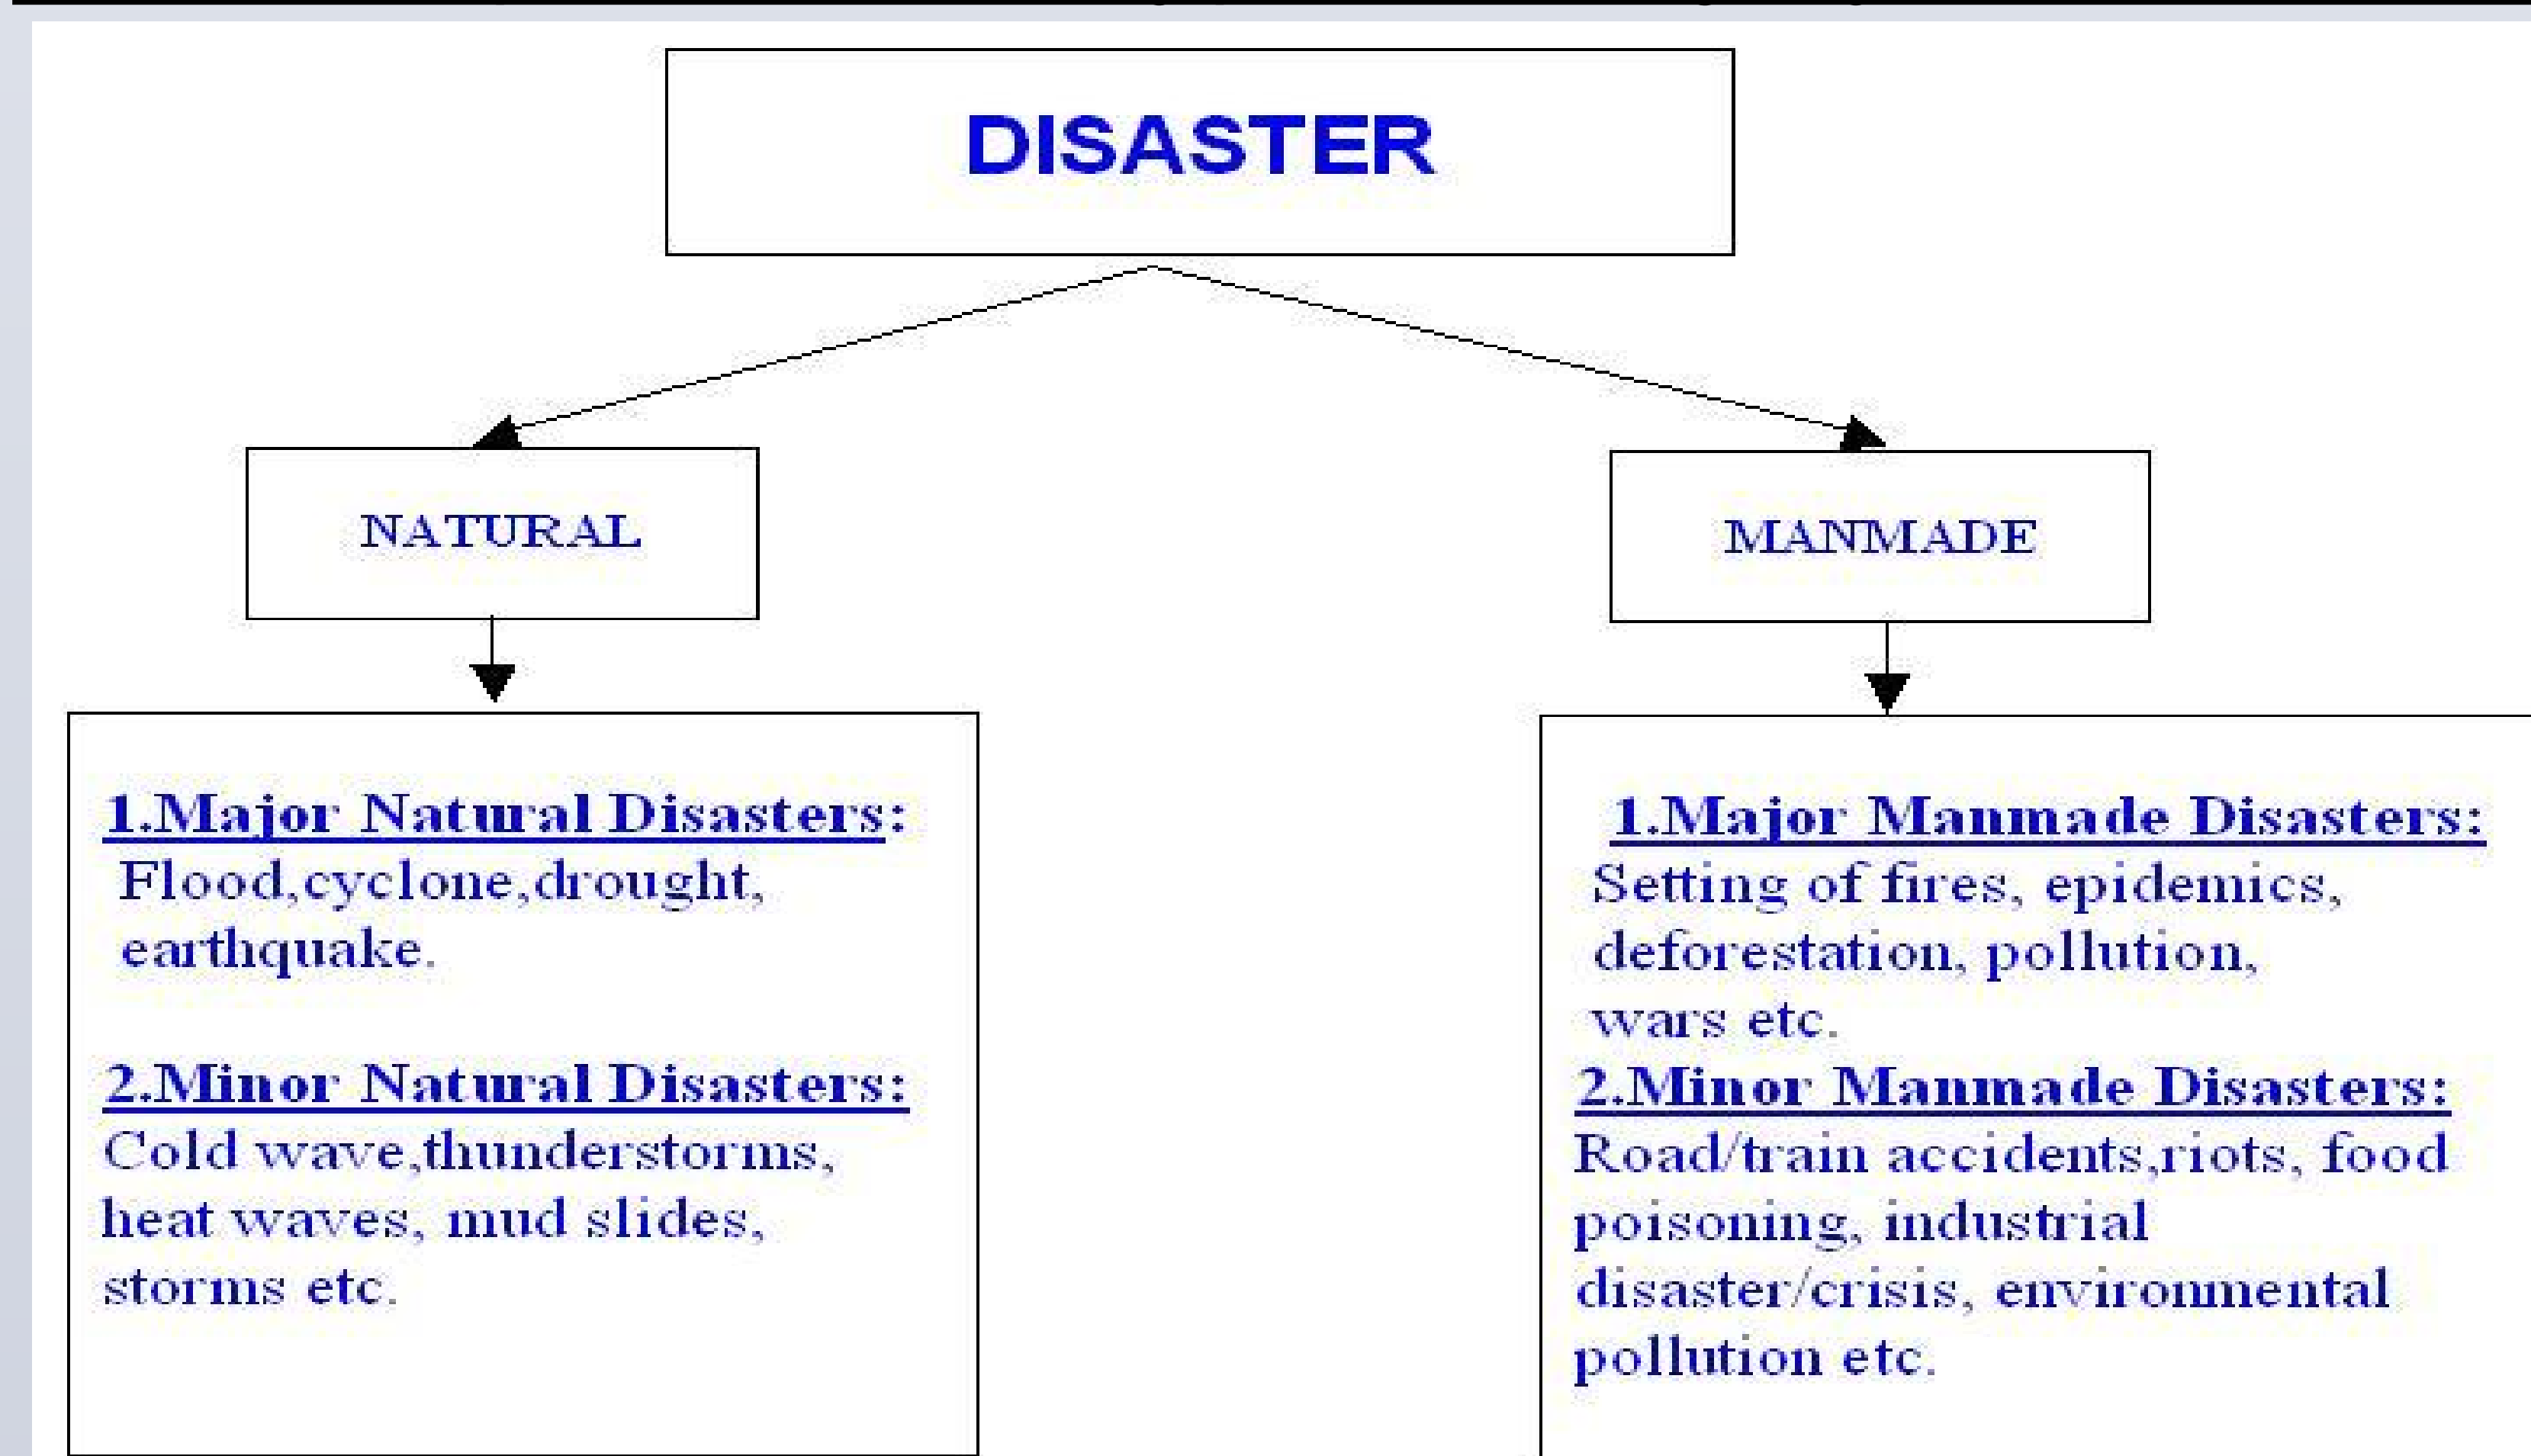 DISASTER
NATURAL
MANMADE
1.Major Natural Disasters:
Flood,cyclone,drought,
earthquake.
2.Minor Natural Disasters:
Cold wave,thunderstorms,
heat waves, mud slides,
storms etc.
1.Major Manmade Disasters:
Setting of fires, epidemics,
deforestation, pollution,
wars etc.
2.Minor Manmade Disasters:
Road/train accidents,riots, food
poisoning, industrial
disaster/crisis, environmental
pollution etc.